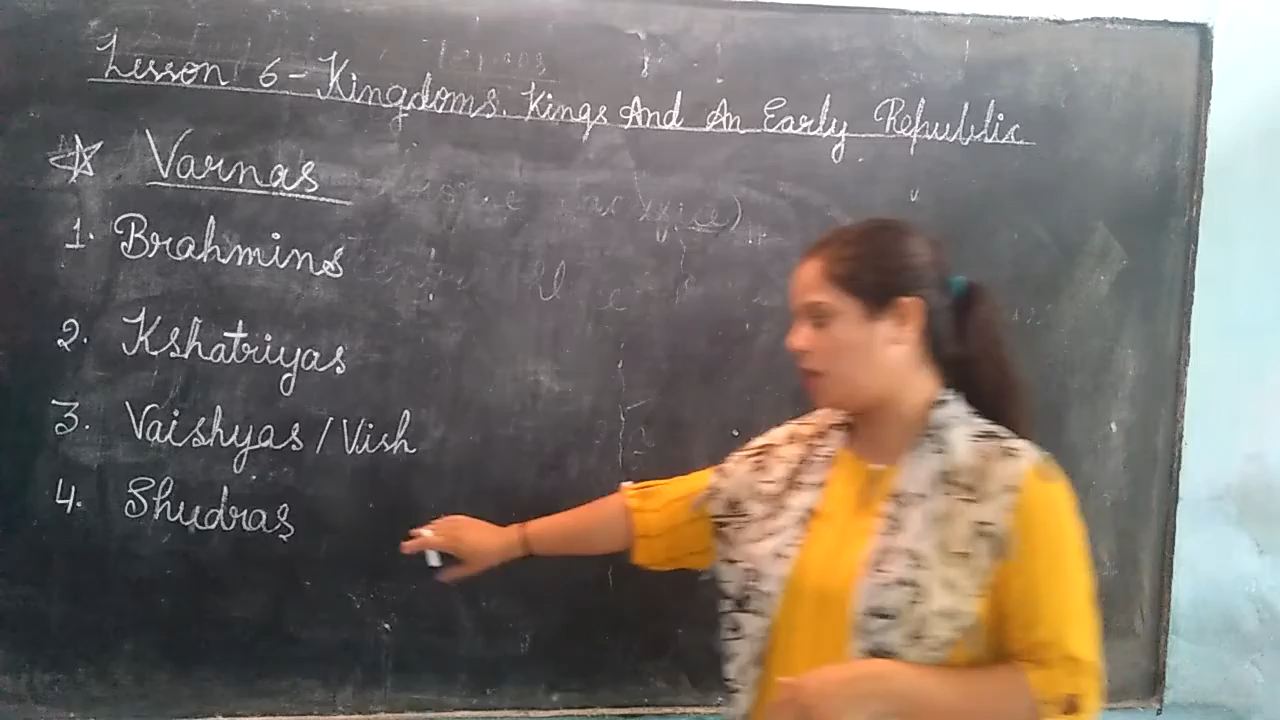 Lesson 6 - Kingdoms, Kings And An Early Republic
☆ Varnas
1. Brahmins
2. Kshatriyas
3. Vaishyas / Vish
4. Shudras